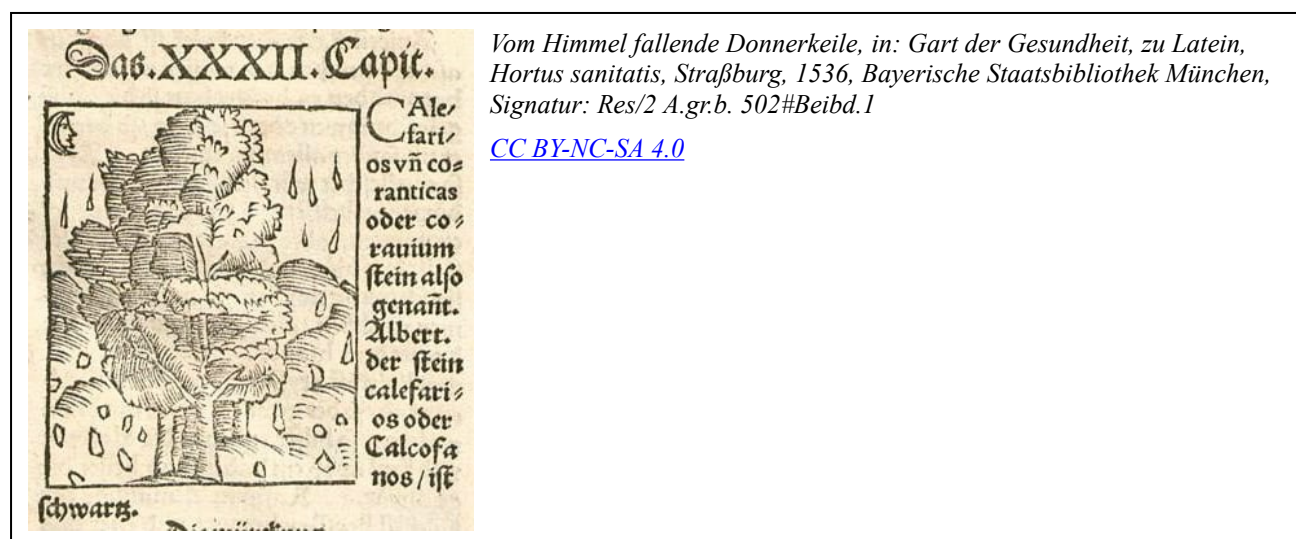 Das.XXXII.Capit.
CAle⸗
fari⸗
os vñ co⸗
ranticas
oder co⸗
rauium
ſtein alſo
genañt.
Albert.
der ſtein
calefari⸗
os oder
Calcofa
nos / iſt
ſchwartz.
Vom Himmel fallende Donnerkeile, in: Gart der Gesundheit, zu Latein,
Hortus sanitatis, Straßburg, 1536, Bayerische Staatsbibliothek München,
Signatur: Res/2 A.gr.b. 502#Beibd.1
CC BY-NC-SA 4.0